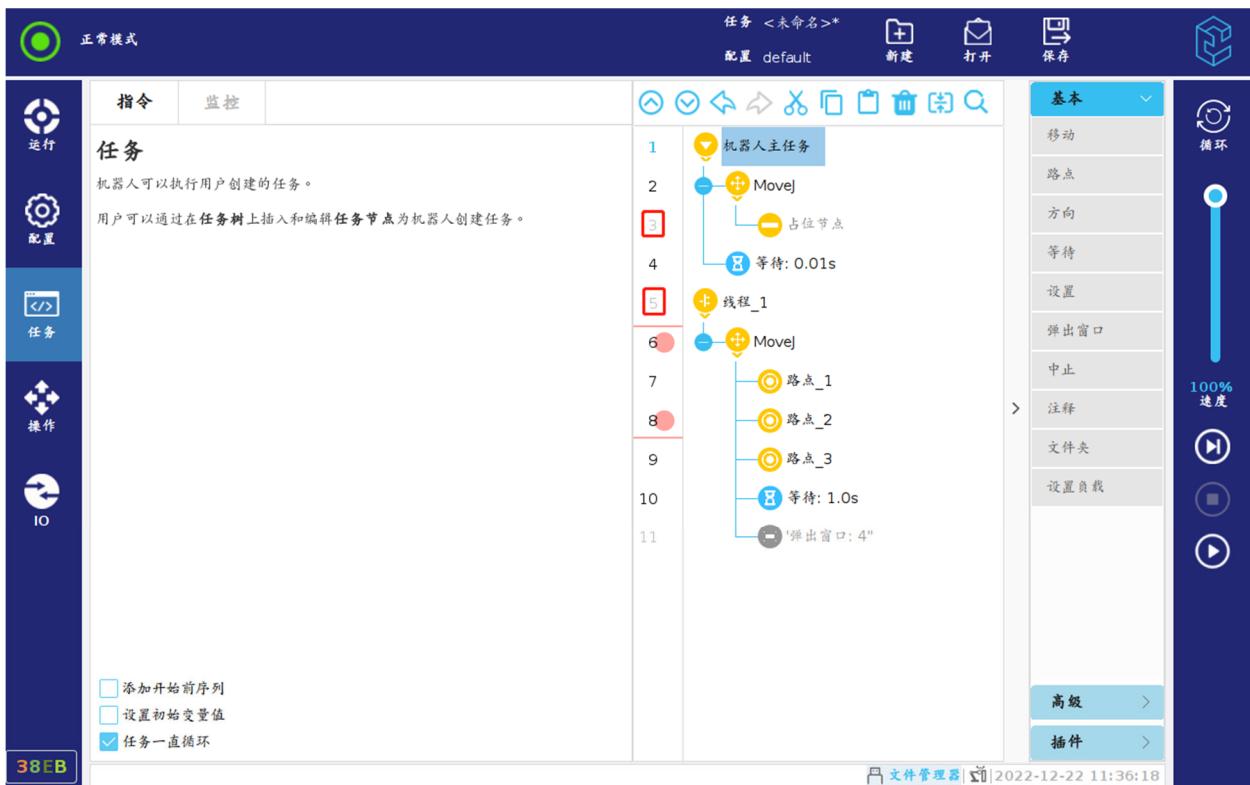 正常模式
任务 <未命名>*
配置 default
新建
打开
保存
运行
配置
任务
操作
IO
38EB
指令
监控
任务
机器人可以执行用户创建的任务。
用户可以通过在任务树上插入和编辑任务节点为机器人创建任务。
添加开始前序列
设置初始变量值
任务一直循环
1 机器人主任务
2 MoveJ
3 占位节点
4 等待: 0.01s
5 线程_1
6 MoveJ
7 路点_1
8 路点_2
9 路点_3
10 等待: 1.0s
11 '弹出窗口: 4"
基本
移动
路点
方向
等待
设置
弹出窗口
中止
注释
文件夹
设置负载
高级
插件
循环
100%
速度
文件管理器
2022-12-22 11:36:18